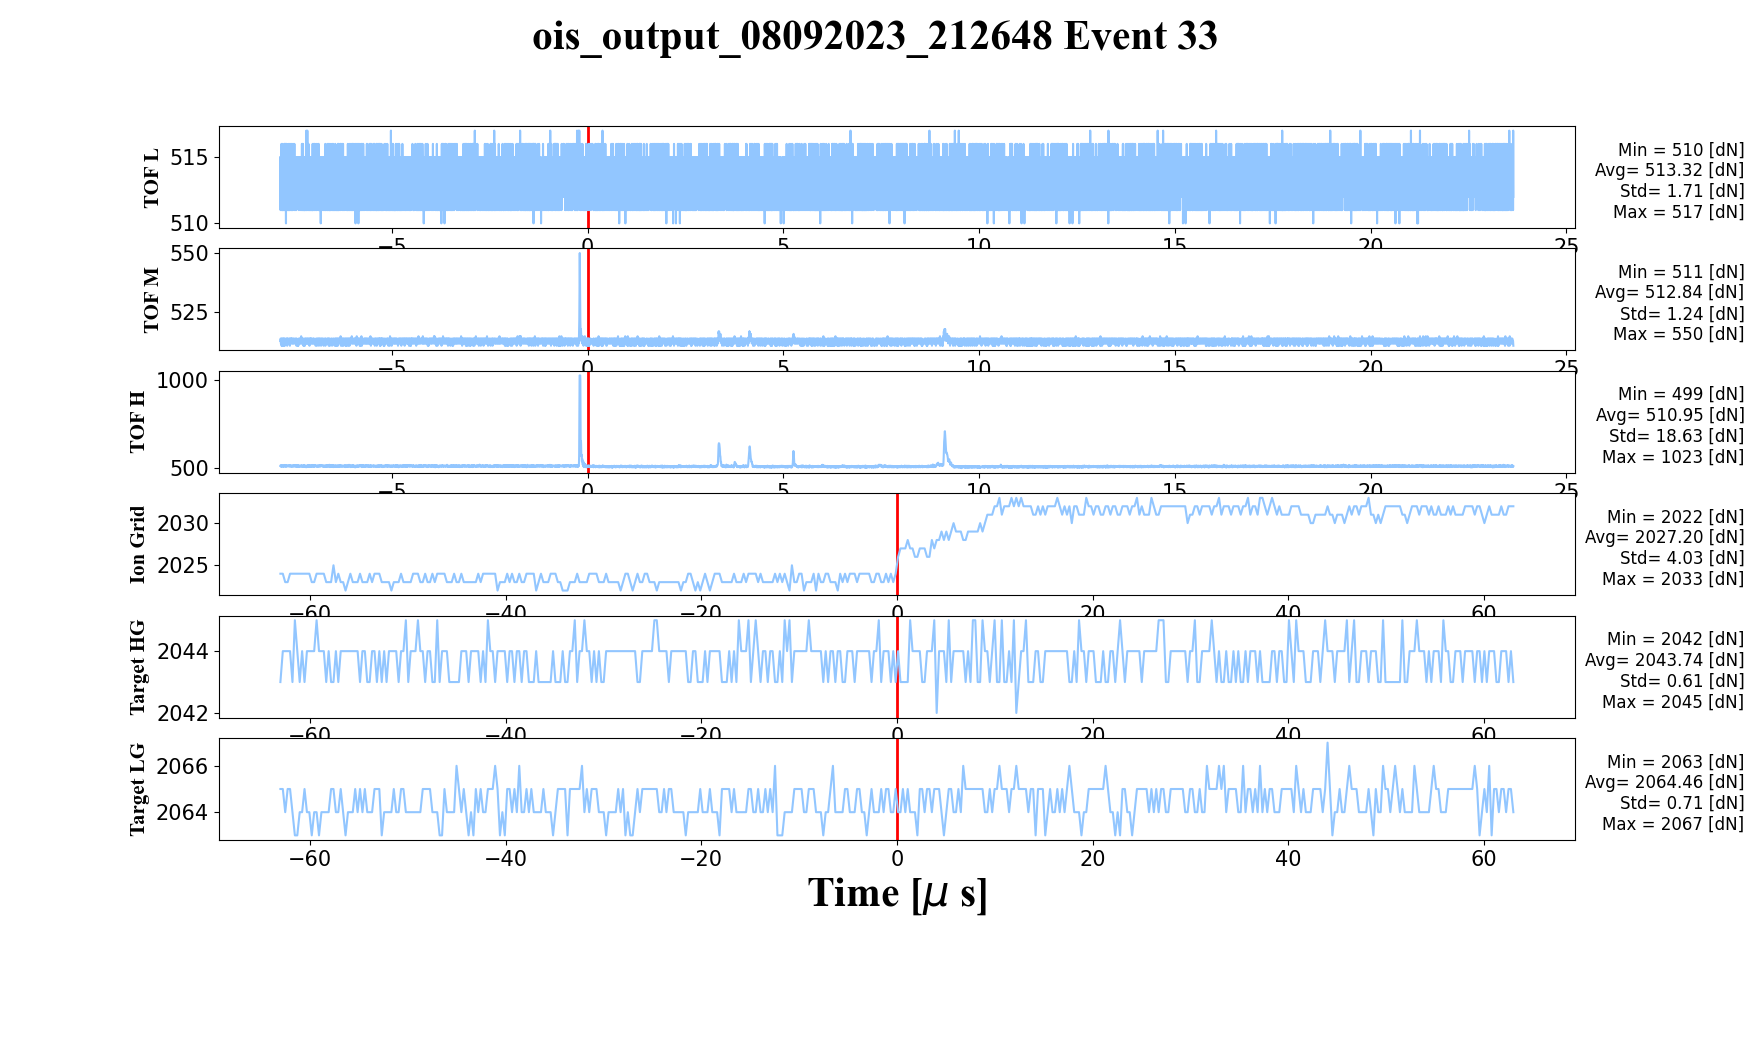 ois_output_08092023_212648 Event 33
TOF L
515
510
−5
0
5
10
15
20
25
Min = 510 [dN]
Avg= 513.32 [dN]
Std= 1.71 [dN]
Max = 517 [dN]
TOF M
550
525
−5
0
5
10
15
20
25
Min = 511 [dN]
Avg= 512.84 [dN]
Std= 1.24 [dN]
Max = 550 [dN]
TOF H
1000
500
−5
0
5
10
15
20
25
Min = 499 [dN]
Avg= 510.95 [dN]
Std= 18.63 [dN]
Max = 1023 [dN]
Ion Grid
2030
2025
−60
−40
−20
0
20
40
60
Min = 2022 [dN]
Avg= 2027.20 [dN]
Std= 4.03 [dN]
Max = 2033 [dN]
Target HG
2044
2042
−60
−40
−20
0
20
40
60
Min = 2042 [dN]
Avg= 2043.74 [dN]
Std= 0.61 [dN]
Max = 2045 [dN]
Target LG
2066
2064
−60
−40
−20
0
20
40
60
Min = 2063 [dN]
Avg= 2064.46 [dN]
Std= 0.71 [dN]
Max = 2067 [dN]
Time [μ s]